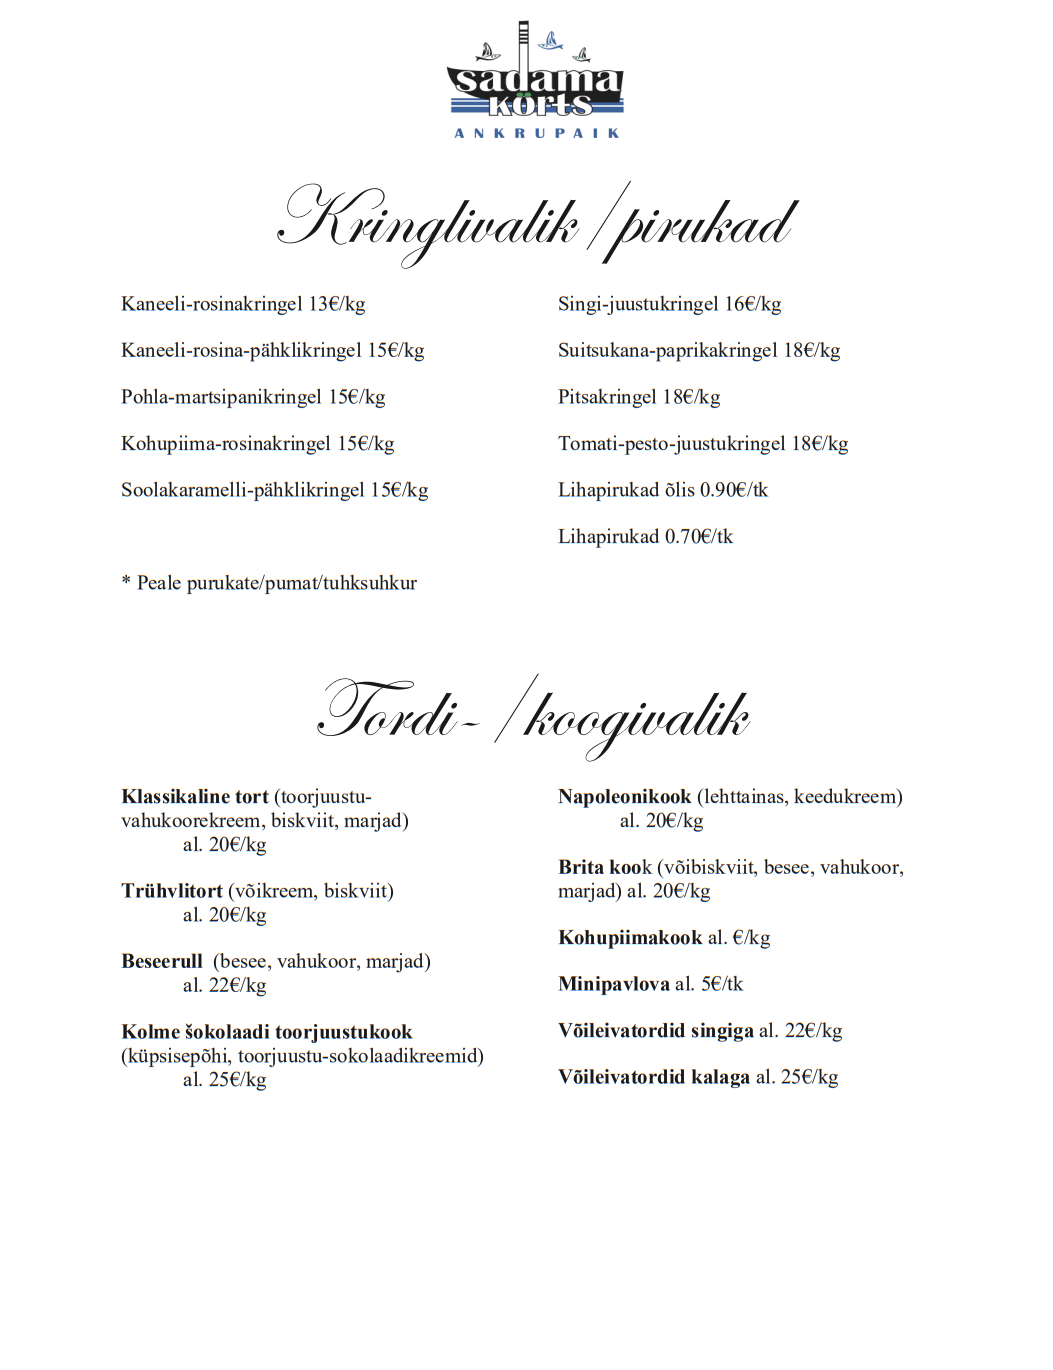 sadama
körts
ANKRUPAIK
Kringlivalik/pirukad
Kaneeli-rosinakringel 13€/kg
Kaneeli-rosina-pähklikringel 15€/kg
Pohla-martsipanikringel 15€/kg
Kohupiima-rosinakringel 15€/kg
Soolakaramelli-pähklikringel 15€/kg
* Peale purukate/pumat/tuhksuhkur
Singi-juustukringel 16€/kg
Suitsukana-paprikakringel 18€/kg
Pitsakringel 18€/kg
Tomati-pesto-juustukringel 18€/kg
Lihapirukad õlis 0.90€/tk
Lihapirukad 0.70€/tk
Tordi- /koogivalik
Klassikaline tort (toorjuustu-
vahukoorekreem, biskviit, marjad)
al. 20€/kg
Trühvlitort (võikreem, biskviit)
al. 20€/kg
Beseerull (besee, vahukoor, marjad)
al. 22€/kg
Kolme šokolaadi toorjuustukook
(küpsisepõhi, toorjuustu-sokolaadikreemid)
al. 25€/kg
Napoleonikook (lehttainas, keedukreem)
al. 20€/kg
Brita kook (võibiskviit, besee, vahukoor,
marjad) al. 20€/kg
Kohupiimakook al. €/kg
Minipavlova al. 5€/tk
Võileivatordid singiga al. 22€/kg
Võileivatordid kalaga al. 25€/kg